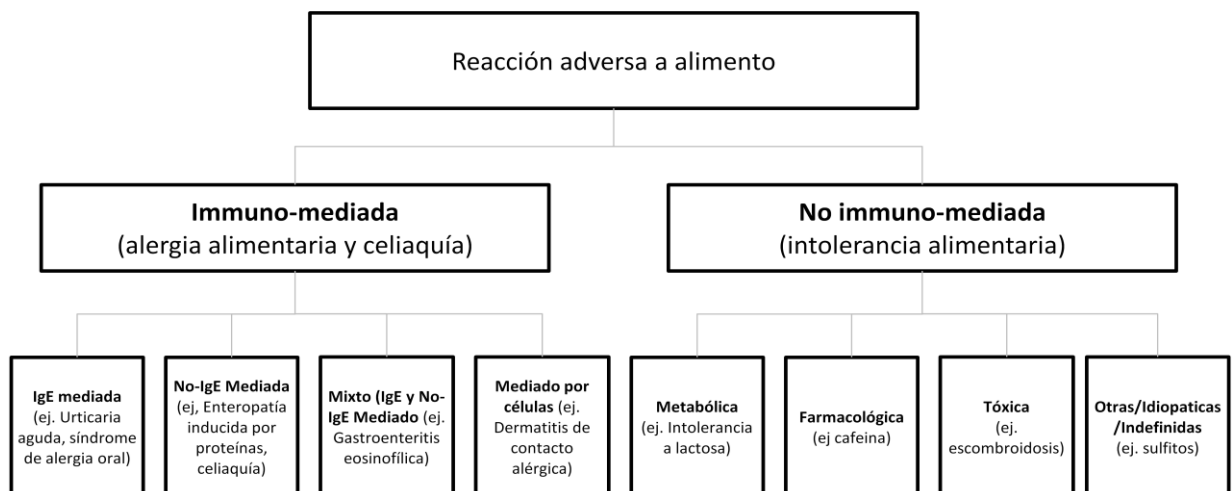 Reacción adversa a alimento
Immuno-mediada
(alergia alimentaria y celiaquía)
No immuno-mediada
(intolerancia alimentaria)
IgE mediada
(ej. Urticaria
aguda, síndrome
de alergia oral)
No-IgE Mediada
(ej, Enteropatía
inducida por
proteínas,
celiaquía)
Mixto (IgE y No-
IgE Mediado (ej.
Gastroenteritis
eosinofílica)
Mediado por
células (ej.
Dermatitis de
contacto
alérgica)
Metabólica
(ej. Intolerancia
a lactosa)
Farmacológica
(ej cafeina)
Tóxica
(ej.
escombroidosis)
Otras/Idiopaticas
/Indefinidas
(ej. sulfitos)